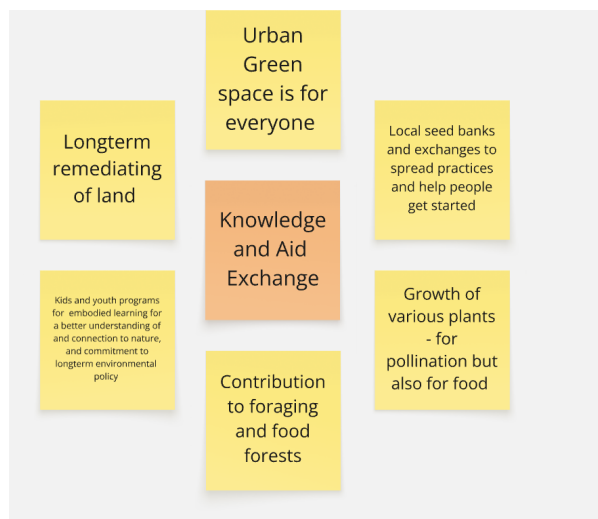 Urban
Green
space is for
everyone
Longterm
remediating
of land
Local seed banks
and exchanges to
spread practices
and help people
get started
Knowledge
and Aid
Exchange
Kids and youth programs
for embodied learning for
a better understanding of
and connection to nature,
and commitment to
longterm environmental
policy
Growth of
various plants
- for
pollination but
also for food
Contribution
to foraging
and food
forests